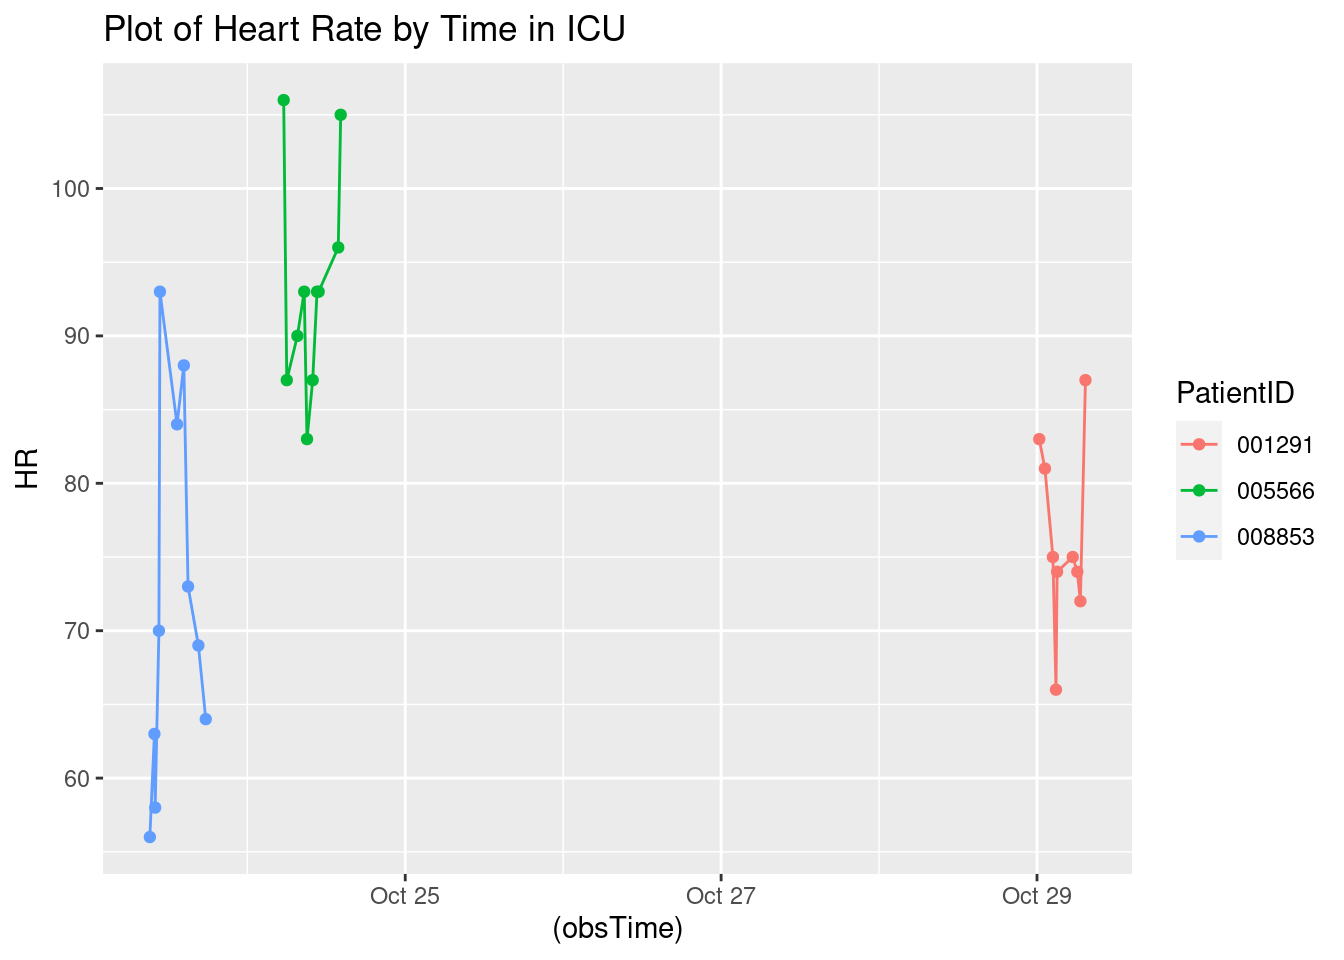 Plot of Heart Rate by Time in ICU
100
90
80
70
60
HR
Oct 25
Oct 27
Oct 29
(obsTime)
PatientID
001291
005566
008853